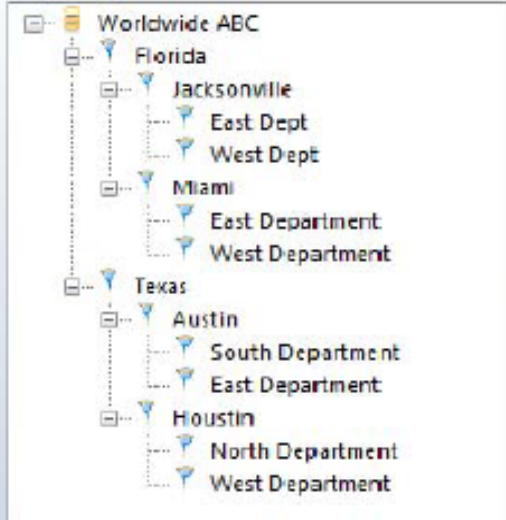 Worldwide ABC
Florida
Jacksonville
East Dept
West Dept
Miami
East Department
West Department
Texas
Austin
South Department
East Department
Houstin
North Department
West Department